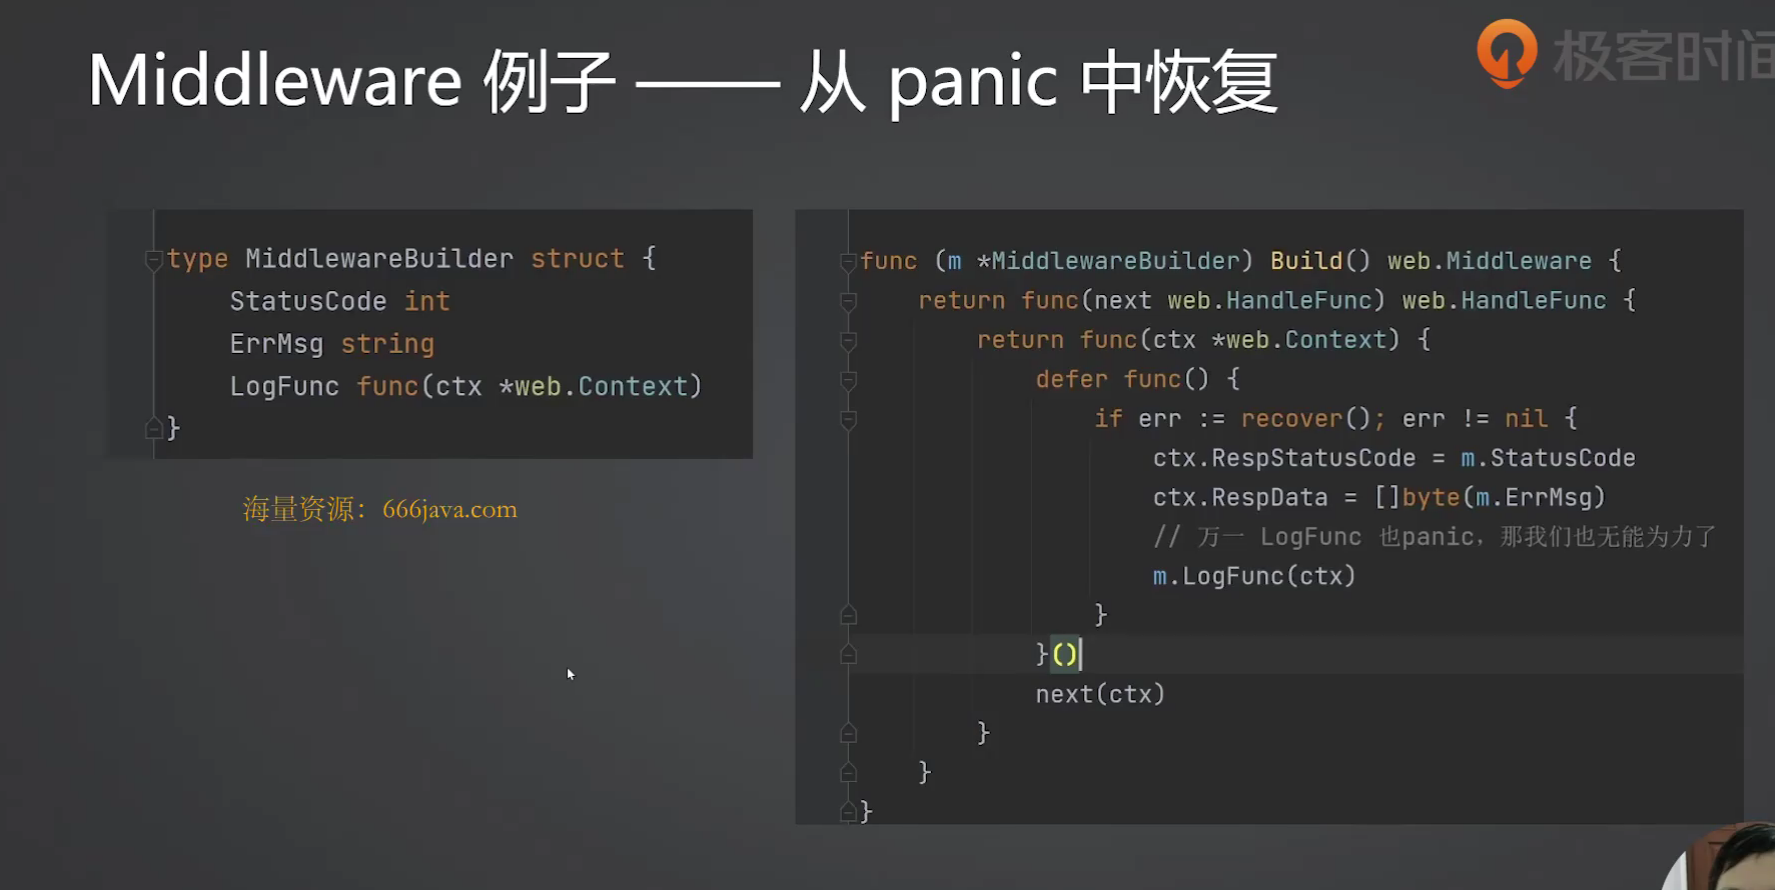 Middleware 例子 —— 从 panic 中恢复
极客时间
type MiddlewareBuilder struct {
StatusCode int
ErrMsg string
LogFunc func(ctx *web.Context)
}
海量资源：666java.com
func (m *MiddlewareBuilder) Build() web.Middleware {
return func(next web.HandleFunc) web.HandleFunc {
return func(ctx *web.Context) {
defer func() {
if err := recover(); err != nil {
ctx.RespStatusCode = m.StatusCode
ctx.RespData = []byte(m.ErrMsg)
// 万一 LogFunc 也panic，那我们也无能为力了
m.LogFunc(ctx)
}
}()
next(ctx)
}
}
}